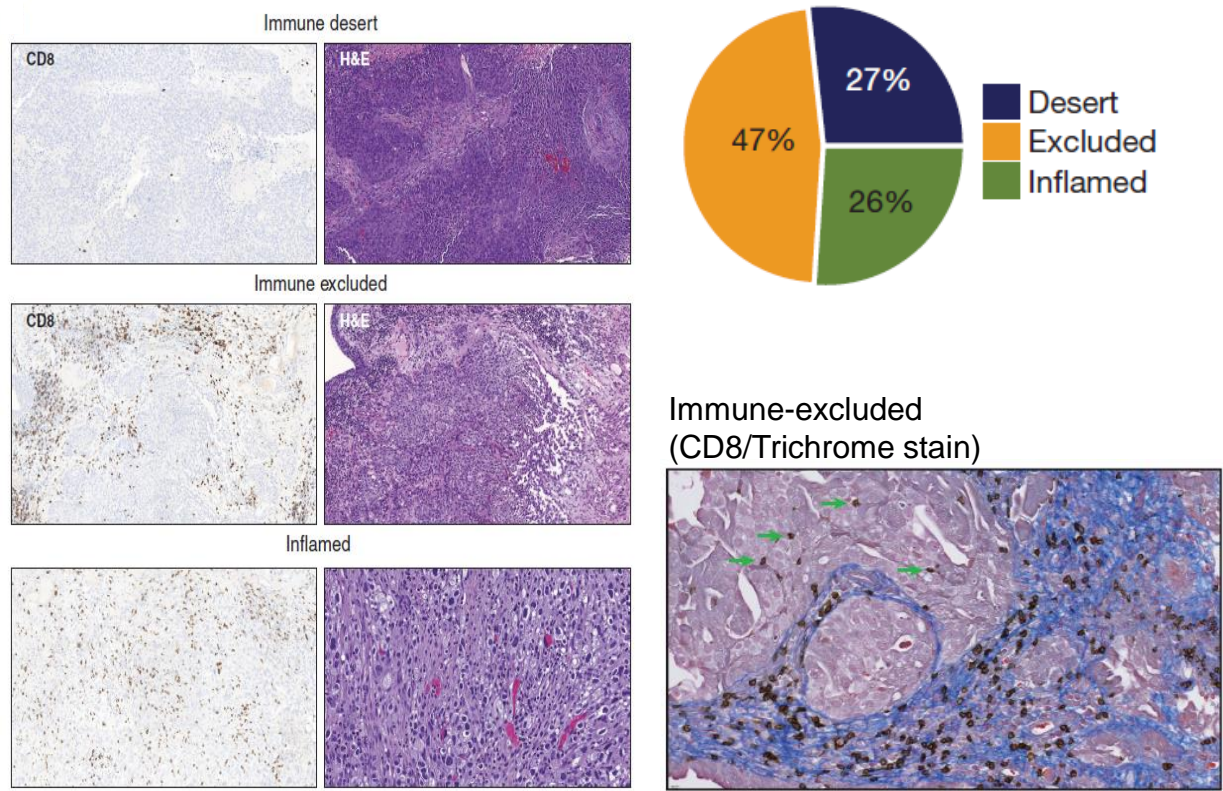 Immune desert
CD8
H&E
Immune excluded
CD8
H&E
Inflamed
27%
47%
26%
Desert
Excluded
Inflamed
Immune-excluded
(CD8/Trichrome stain)